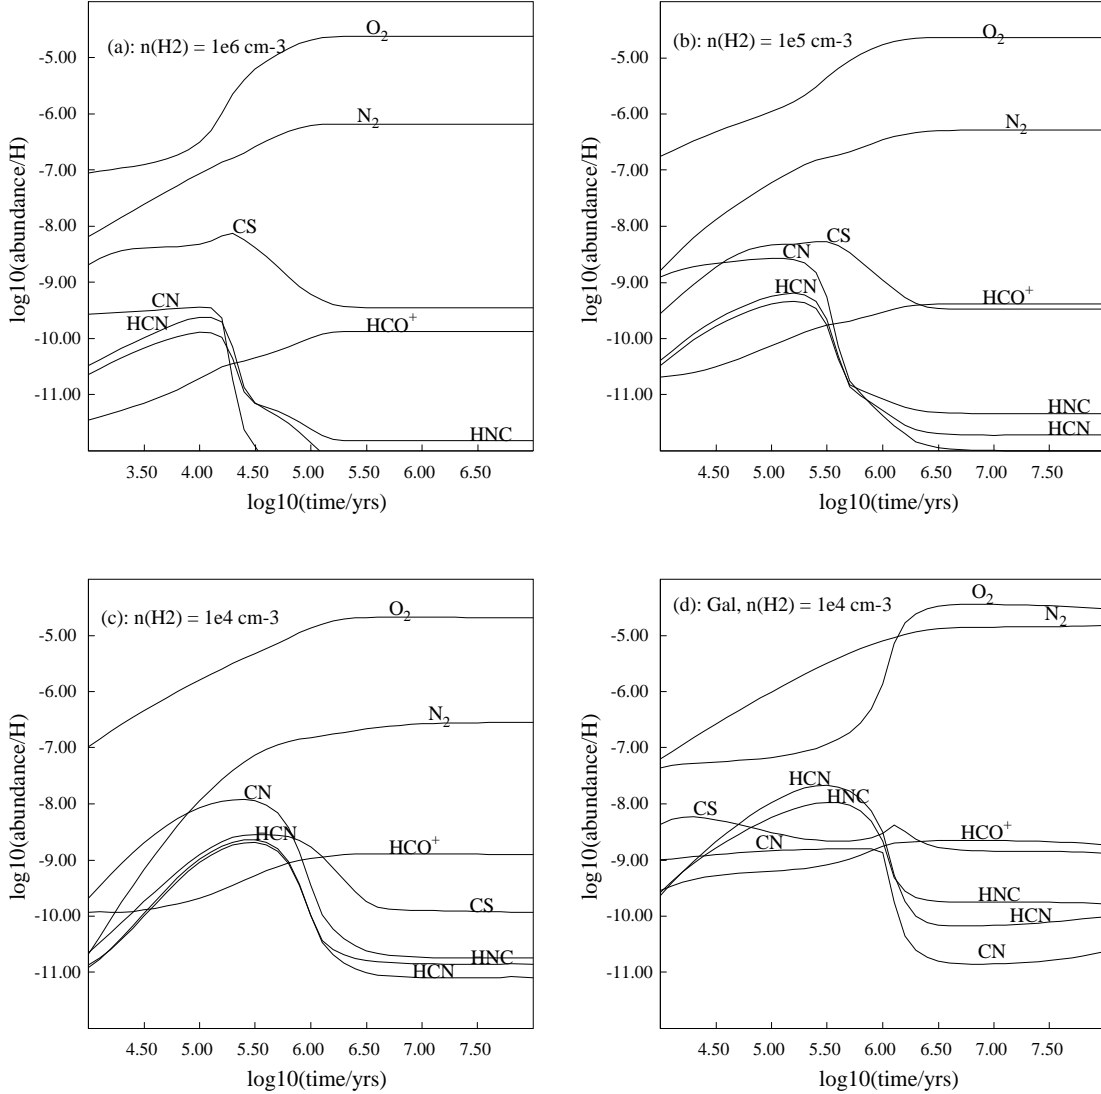 (a): n(H2) = 1e6 cm-3
O2
N2
CS
CN
HCN
HCO+
HNC
-5.00
-6.00
-7.00
-8.00
-9.00
-10.00
-11.00
log10(abundance/H)
3.50 4.00 4.50 5.00 5.50 6.00 6.50
log10(time/yrs)
(b): n(H2) = 1e5 cm-3
O2
N2
CS
CN
HCN
HCO+
HNC
HCN
-5.00
-6.00
-7.00
-8.00
-9.00
-10.00
-11.00
log10(abundance/H)
4.50 5.00 5.50 6.00 6.50 7.00 7.50
log10(time/yrs)
(c): n(H2) = 1e4 cm-3
O2
N2
CN
HCN
HCO+
CS
HNC
HCN
-5.00
-6.00
-7.00
-8.00
-9.00
-10.00
-11.00
log10(abundance/H)
4.50 5.00 5.50 6.00 6.50 7.00 7.50
log10(time/yrs)
(d): Gal, n(H2) = 1e4 cm-3
O2
N2
HCN
HNC
CS
HCO+
CN
HNC
HCN
CN
-5.00
-6.00
-7.00
-8.00
-9.00
-10.00
-11.00
log10(abundance/H)
4.50 5.00 5.50 6.00 6.50 7.00 7.50
log10(time/yrs)